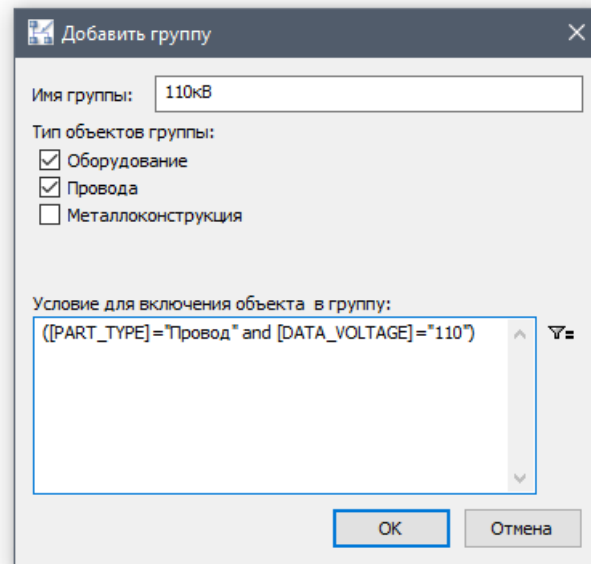 Добавить группу
Имя группы: 110кВ
Тип объектов группы:
Оборудование
Провода
Металлоконструкция
Условие для включения объекта в группу:
([PART_TYPE]="Провод" and [DATA_VOLTAGE]="110")
ОК Отмена